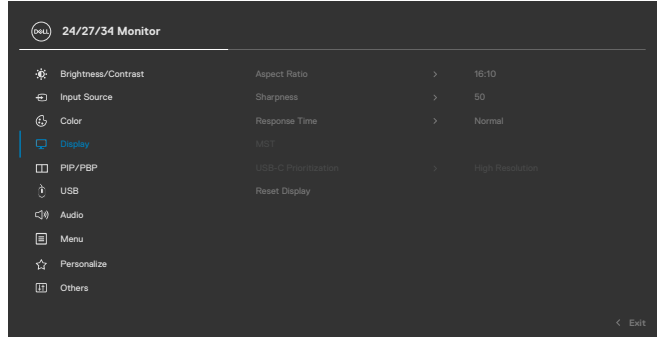 DELL 24/27/34 Monitor
Brightness/Contrast Aspect Ratio > 16:10
Input Source Sharpness > 50
Color Response Time > Normal
Display MST
PIP/PBP USB-C Prioritization > High Resolution
USB Reset Display
Audio
Menu
Personalize
Others
< Exit